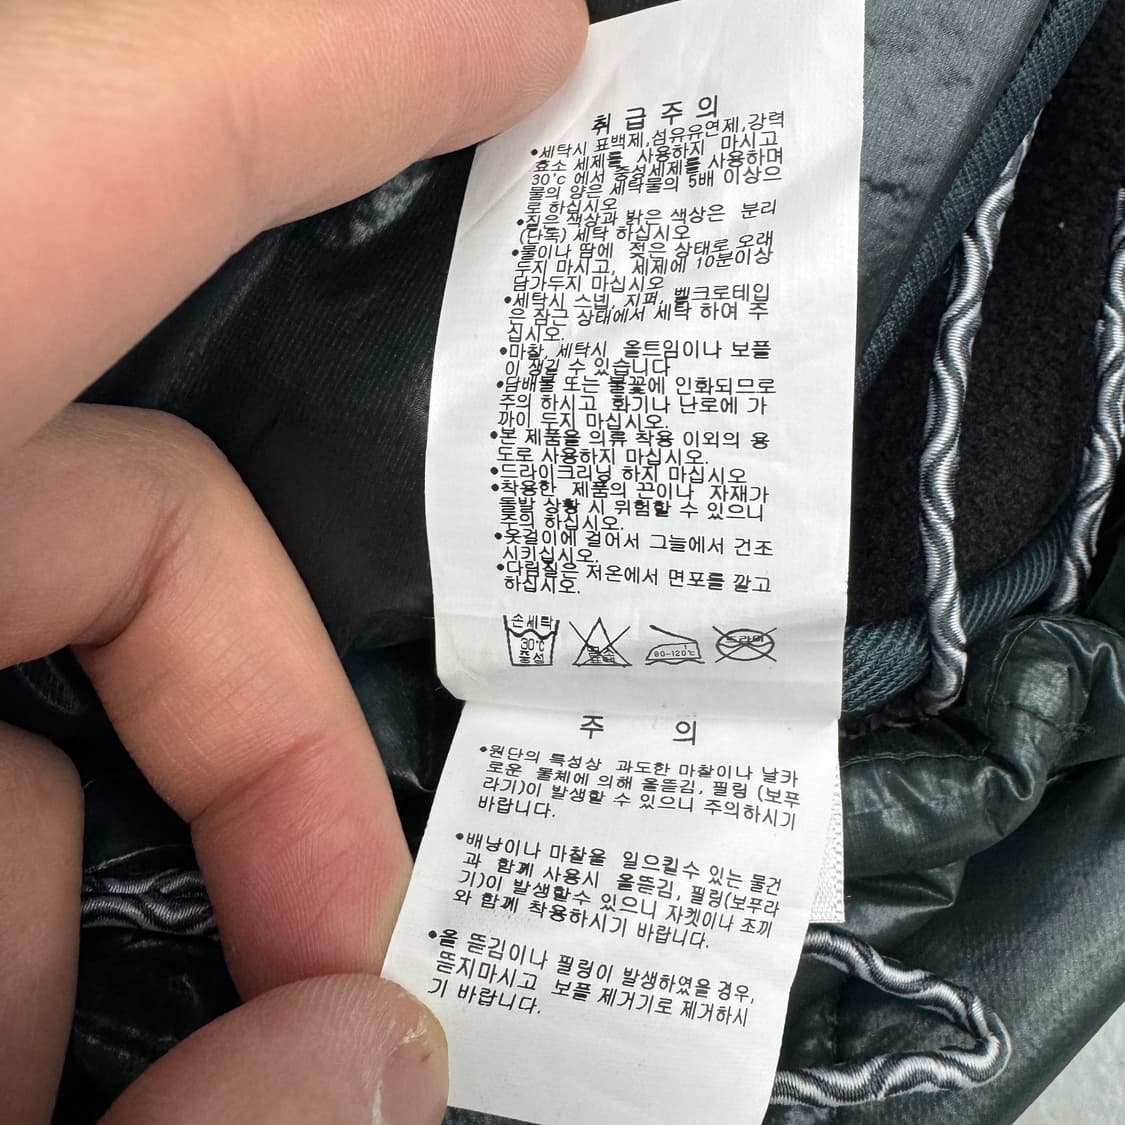 취급주의
•세탁시 표백제,섬유유연제,강력
효소 세제를 사용하지 마시고
30℃ 에서 중성세제를 사용하며
물의 양은 세탁물의 5배 이상으
로 하십시오
•짙은 색상과 밝은 색상은 분리
(단독) 세탁 하십시오
•물이나 땀에 젖은 상태로 오래
두지 마시고, 세제에 10분이상
담가두지 마십시오
•세탁시 스냅, 지퍼, 벨크로테입
은 잠근 상태에서 세탁 하여 주
십시오.
•마찰, 세탁시 올트임이나 보플
이 생길 수 있습니다
•담배불 또는 불꽃에 인화되므로
주의 하시고, 화기나 난로에 가
까이 두지 마십시오.
•본 제품을 의류 착용 이외의 용
도로 사용하지 마십시오.
•드라이크리닝 하지 마십시오
•착용한 제품의 끈이나 자재가
돌발 상황 시 위험할 수 있으니
주의 하십시오.
•옷걸이에 걸어서 그늘에서 건조
시키십시오.
•다림질은 저온에서 면포를 깔고
하십시오.
손세탁 30℃ 중성 염소 표백 80-120℃ 드라이
주 의
•원단의 특성상 과도한 마찰이나 날카
로운 물체에 의해 올뜯김, 필링 (보푸
라기)이 발생할 수 있으니 주의하시기
바랍니다.
•배낭이나 마찰을 일으킬수 있는 물건
과 함께 사용시 올뜯김, 필링(보푸라
기)이 발생할수 있으니 자켓이나 조끼
와 함께 착용하시기 바랍니다.
•올 뜯김이나 필링이 발생하였을 경우,
뜯지마시고 보플 제거기로 제거하시
기 바랍니다.